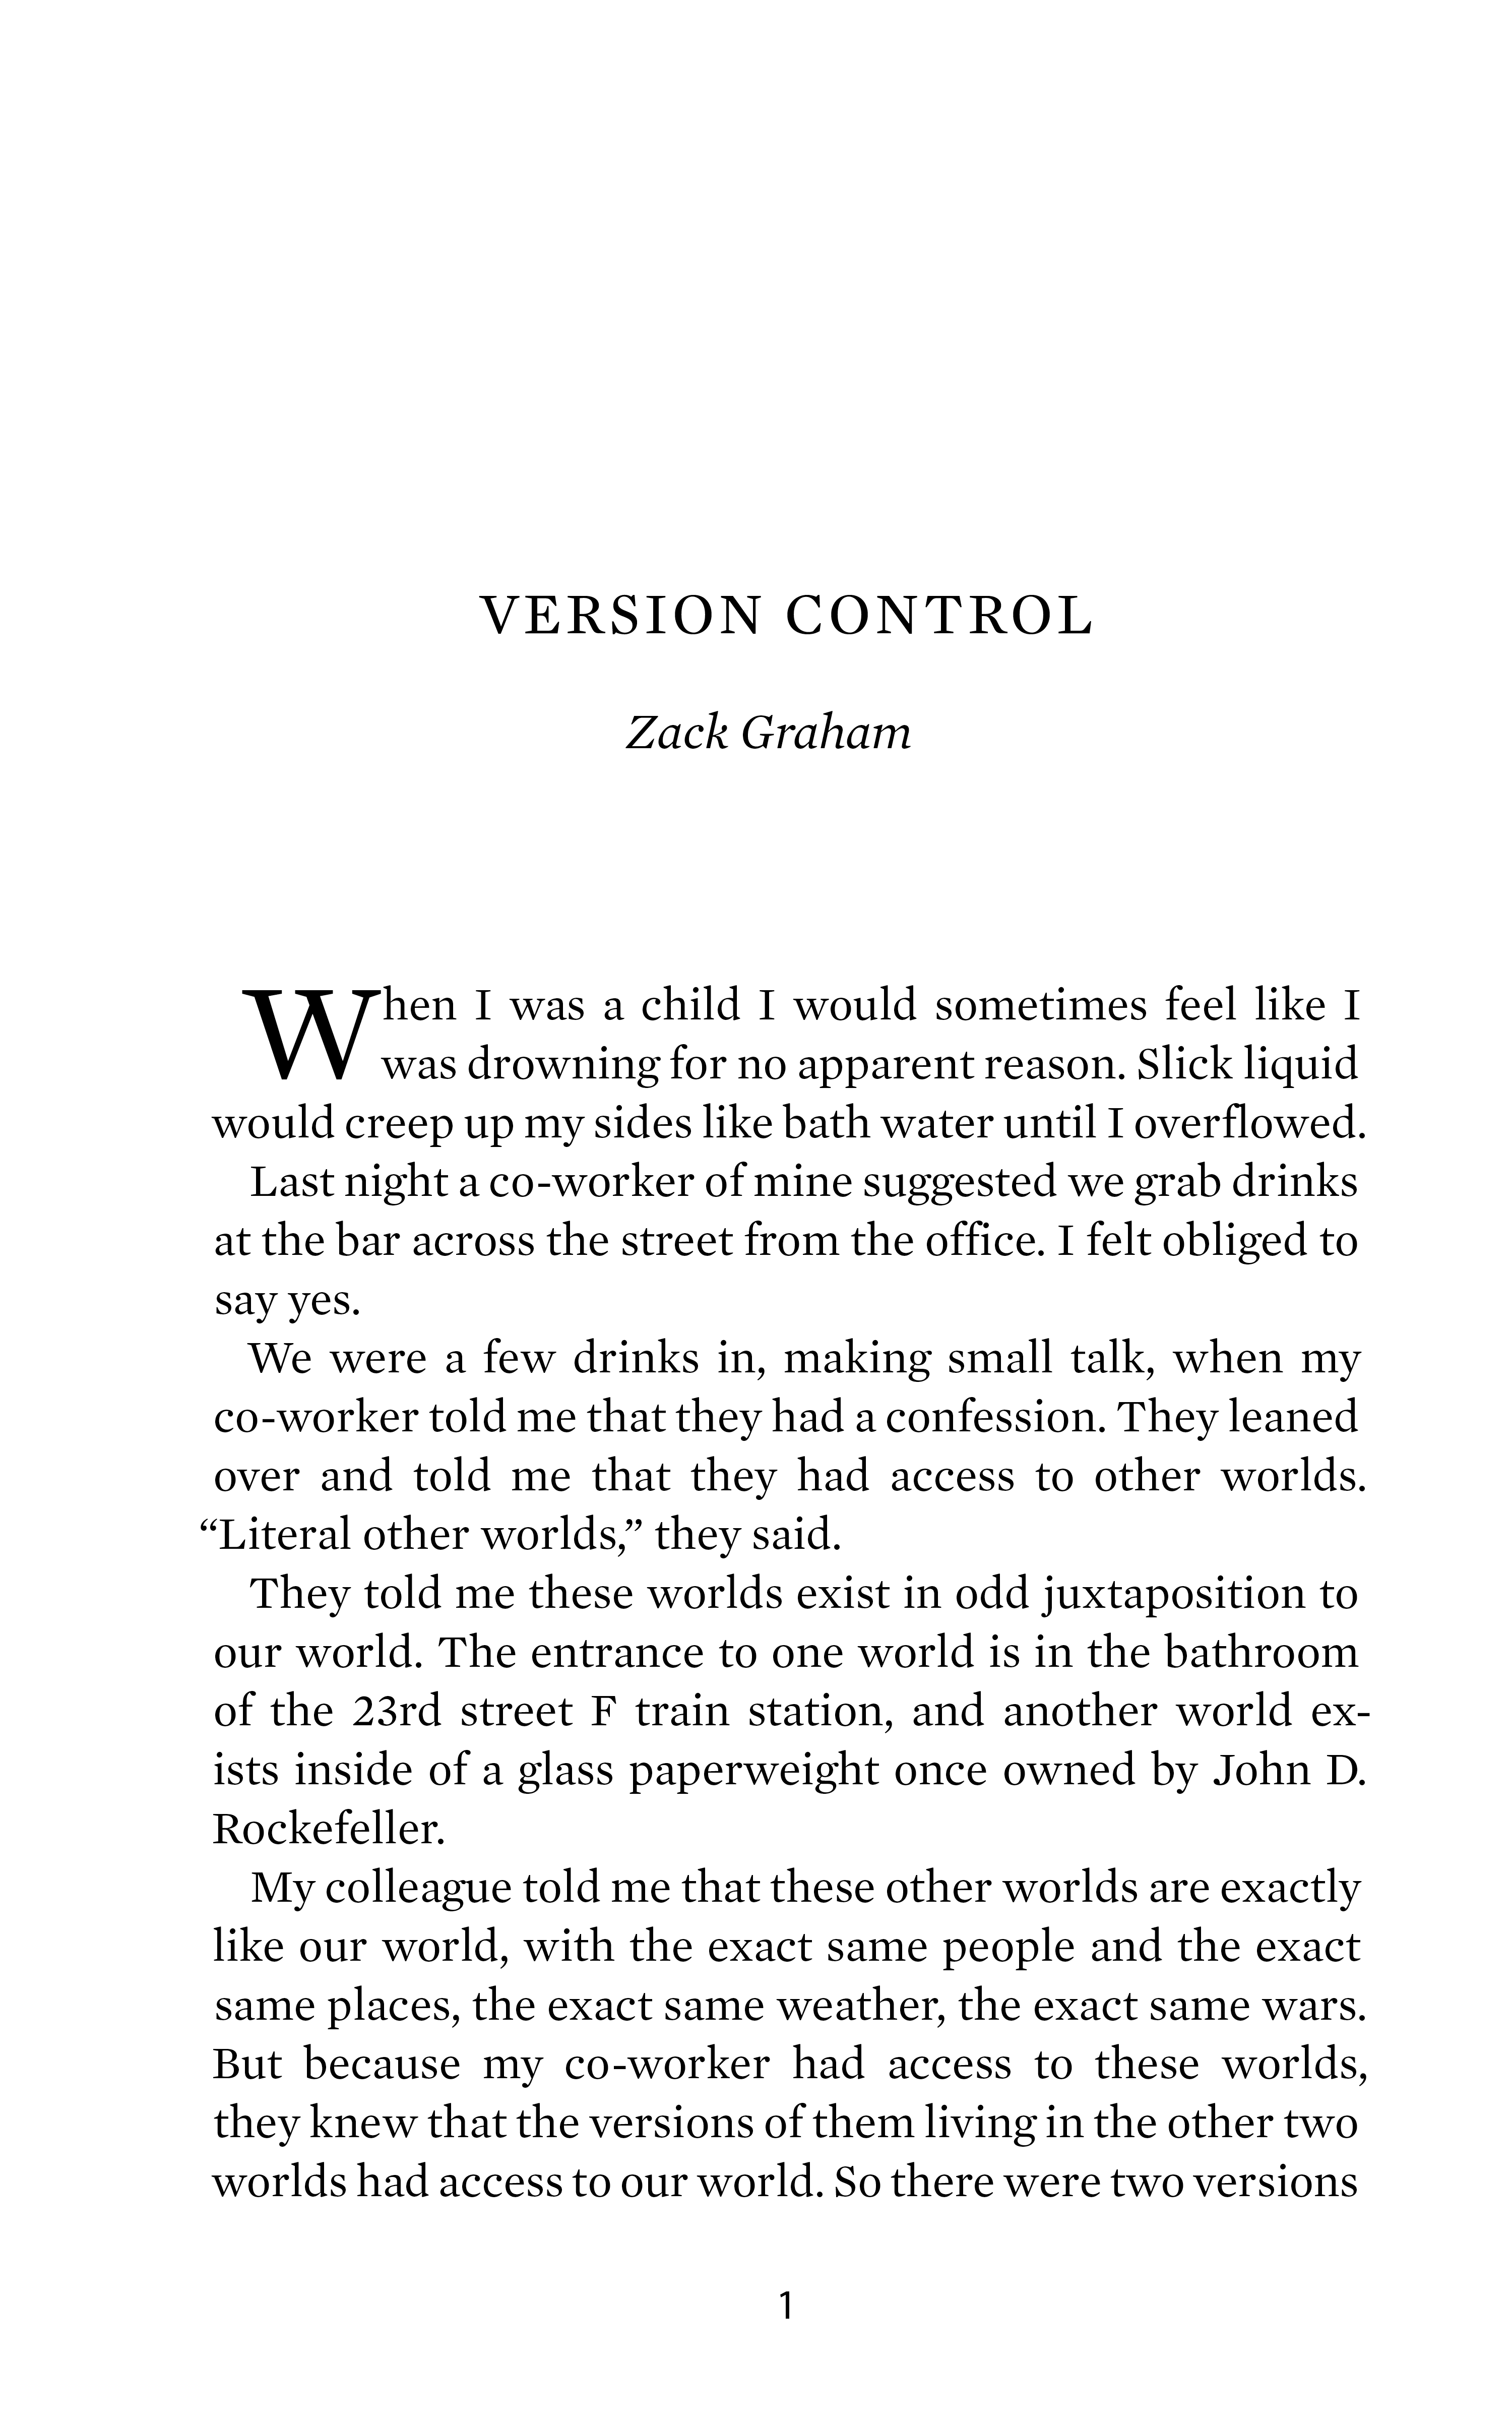 VERSION CONTROL
Zack Graham
When I was a child I would sometimes feel like I
was drowning for no apparent reason. Slick liquid
would creep up my sides like bath water until I overflowed.
Last night a co-worker of mine suggested we grab drinks
at the bar across the street from the office. I felt obliged to
say yes.
We were a few drinks in, making small talk, when my
co-worker told me that they had a confession. They leaned
over and told me that they had access to other worlds.
“Literal other worlds,” they said.
They told me these worlds exist in odd juxtaposition to
our world. The entrance to one world is in the bathroom
of the 23rd street F train station, and another world ex-
ists inside of a glass paperweight once owned by John D.
Rockefeller.
My colleague told me that these other worlds are exactly
like our world, with the exact same people and the exact
same places, the exact same weather, the exact same wars.
But because my co-worker had access to these worlds,
they knew that the versions of them living in the other two
worlds had access to our world. So there were two versions
1